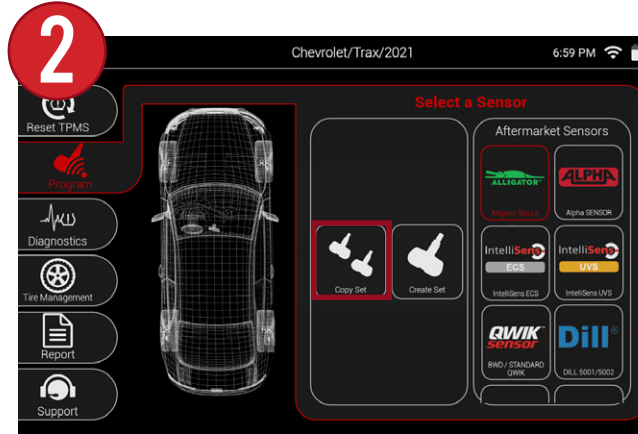 2
Chevrolet/Trax/2021
6:59 PM
Reset TPMS
Program
Diagnostics
Tire Management
Report
Support
Select a Sensor
Copy Set
Create Set
Aftermarket Sensors
ALLIGATOR®
Alligator Sens.it
ALPHA
Alpha SENSOR
IntelliSens
ECS
IntelliSens ECS
IntelliSens
UVS
IntelliSens UVS
QWIK
SENSOR
BWD / STANDARD
QWIK
Dill®
DILL 5001/5002